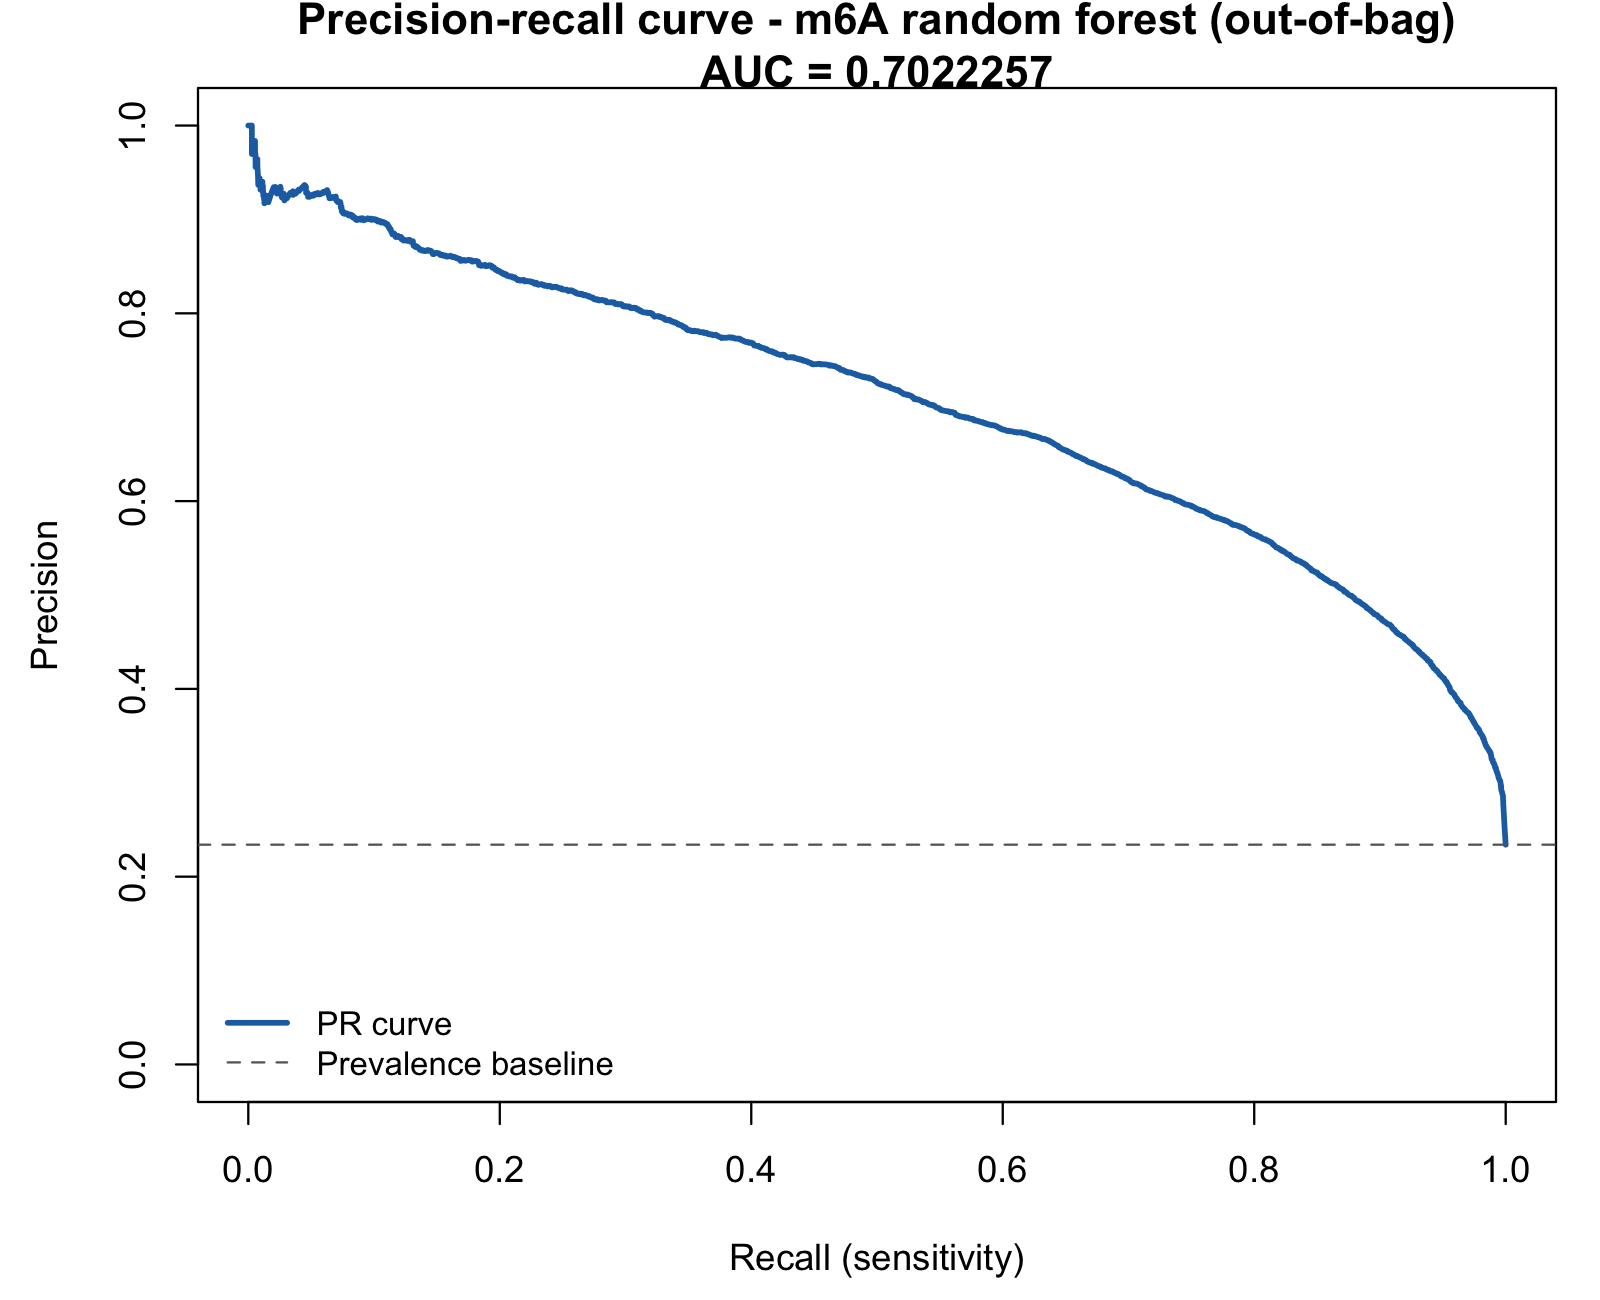 Precision-recall curve - m6A random forest (out-of-bag)
AUC = 0.7022257
1.0
0.8
0.6
0.4
0.2
0.0
Precision
PR curve
Prevalence baseline
0.0 0.2 0.4 0.6 0.8 1.0
Recall (sensitivity)